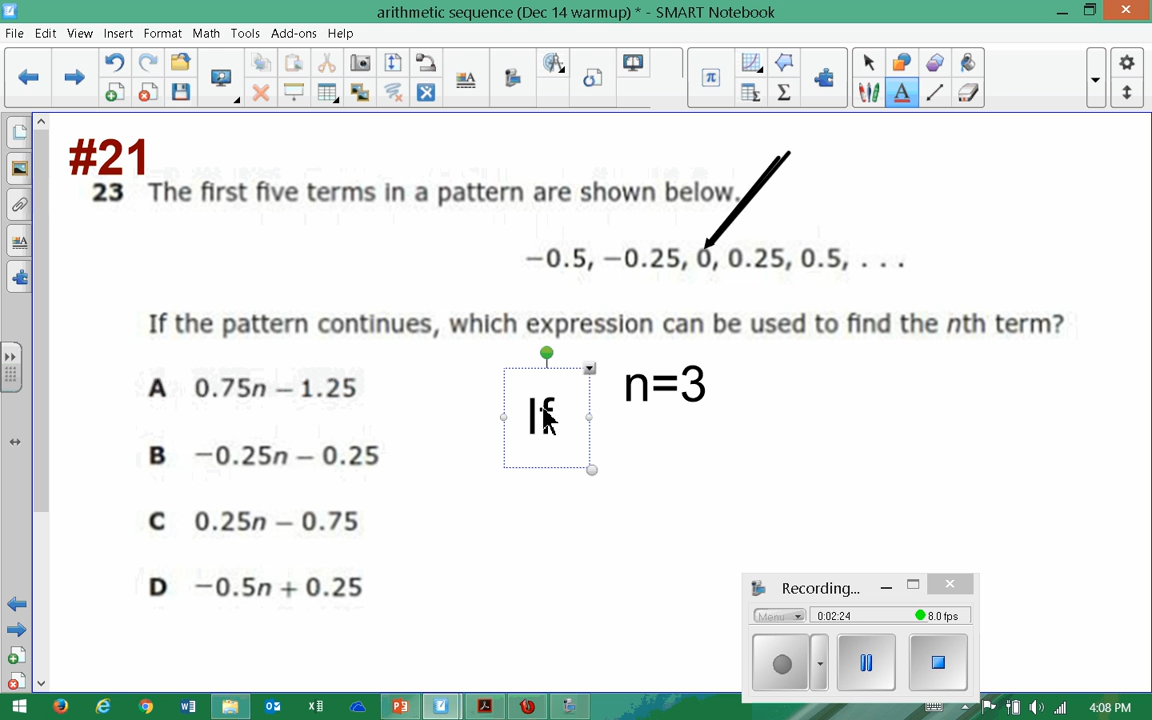 arithmetic sequence (Dec 14 warmup) * - SMART Notebook
File Edit View Insert Format Math Tools Add-ons Help
#21
23 The first five terms in a pattern are shown below.
−0.5, −0.25, 0, 0.25, 0.5, . . .
If the pattern continues, which expression can be used to find the nth term?
A 0.75n − 1.25
n=3
If
B −0.25n − 0.25
C 0.25n − 0.75
D −0.5n + 0.25
Recording...
Menu 0:02:24 8.0 fps
4:08 PM